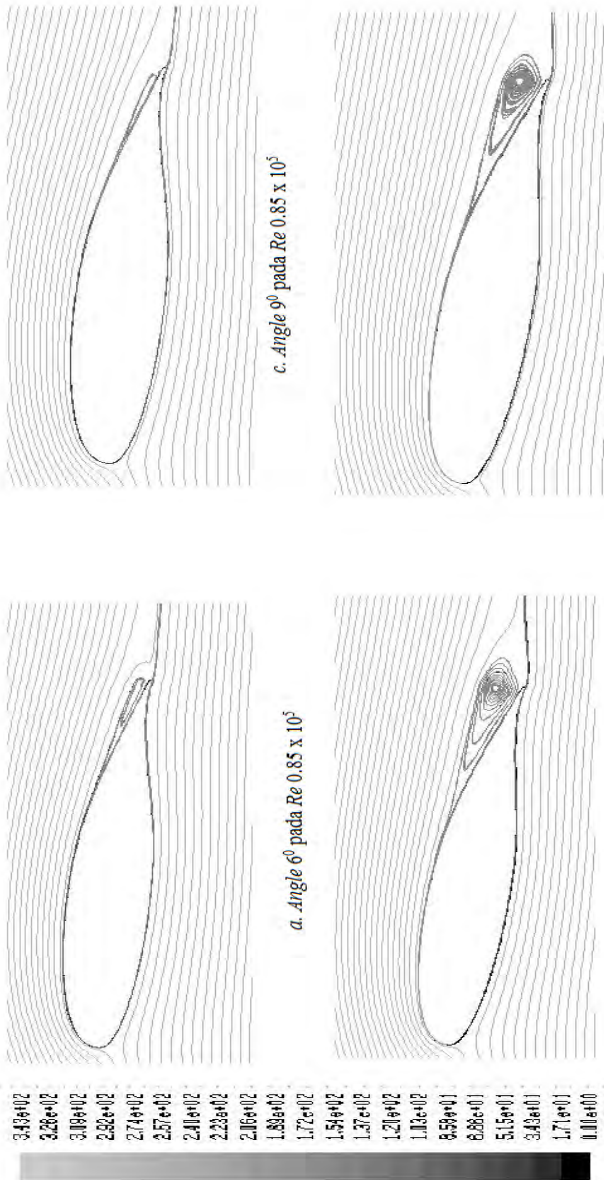 3.43e+02
3.26e+02
3.09e+02
2.92e+02
2.74e+02
2.57e+02
2.40e+02
2.23e+02
2.06e+02
1.89e+02
1.72e+02
1.54e+02
1.37e+02
1.20e+02
1.03e+02
8.58e+01
6.86e+01
5.15e+01
3.43e+01
1.71e+01
0.00e+00
a. Angle 6⁰ pada Re 0.85 x 10⁵
c. Angle 9⁰ pada Re 0.85 x 10⁵